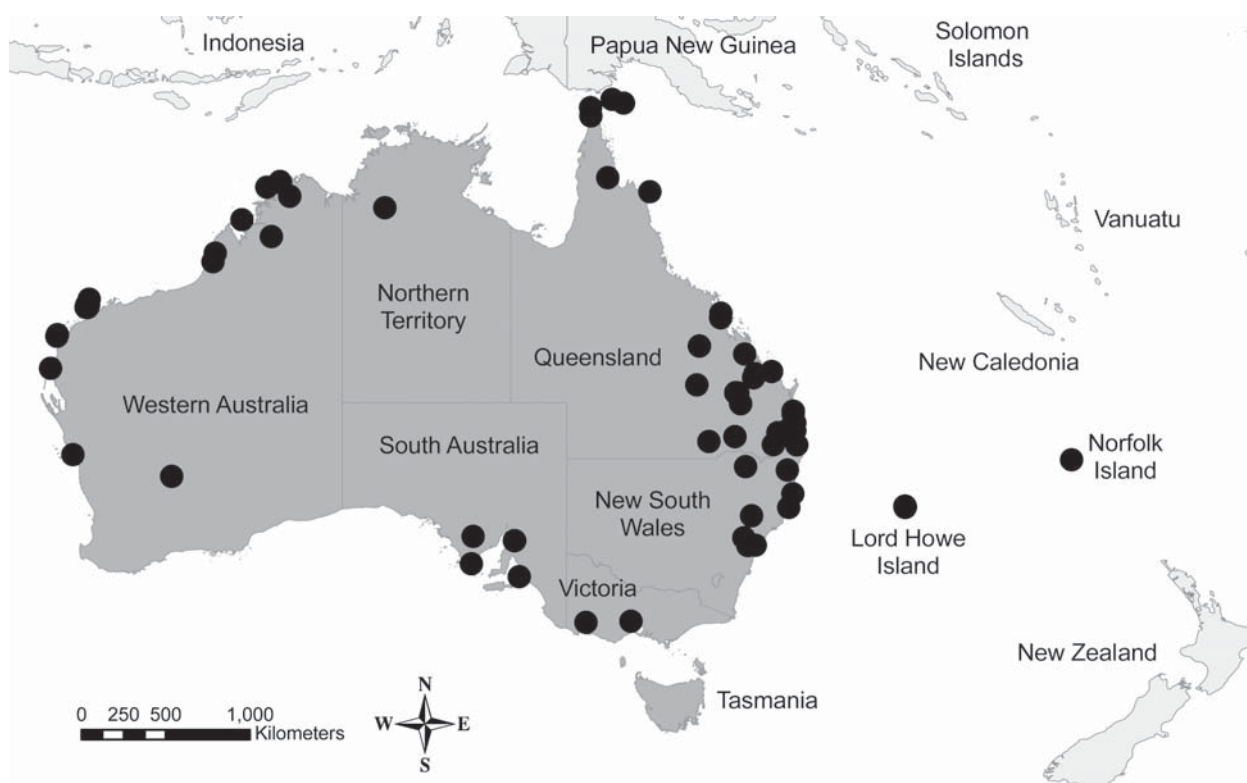 Indonesia
Papua New Guinea
Solomon
Islands
Vanuatu
Northern
Territory
Queensland
New Caledonia
Western Australia
South Australia
Norfolk
Island
New South
Wales
Lord Howe
Island
Victoria
New Zealand
Tasmania
N
W E
S
0 250 500 1,000
Kilometers